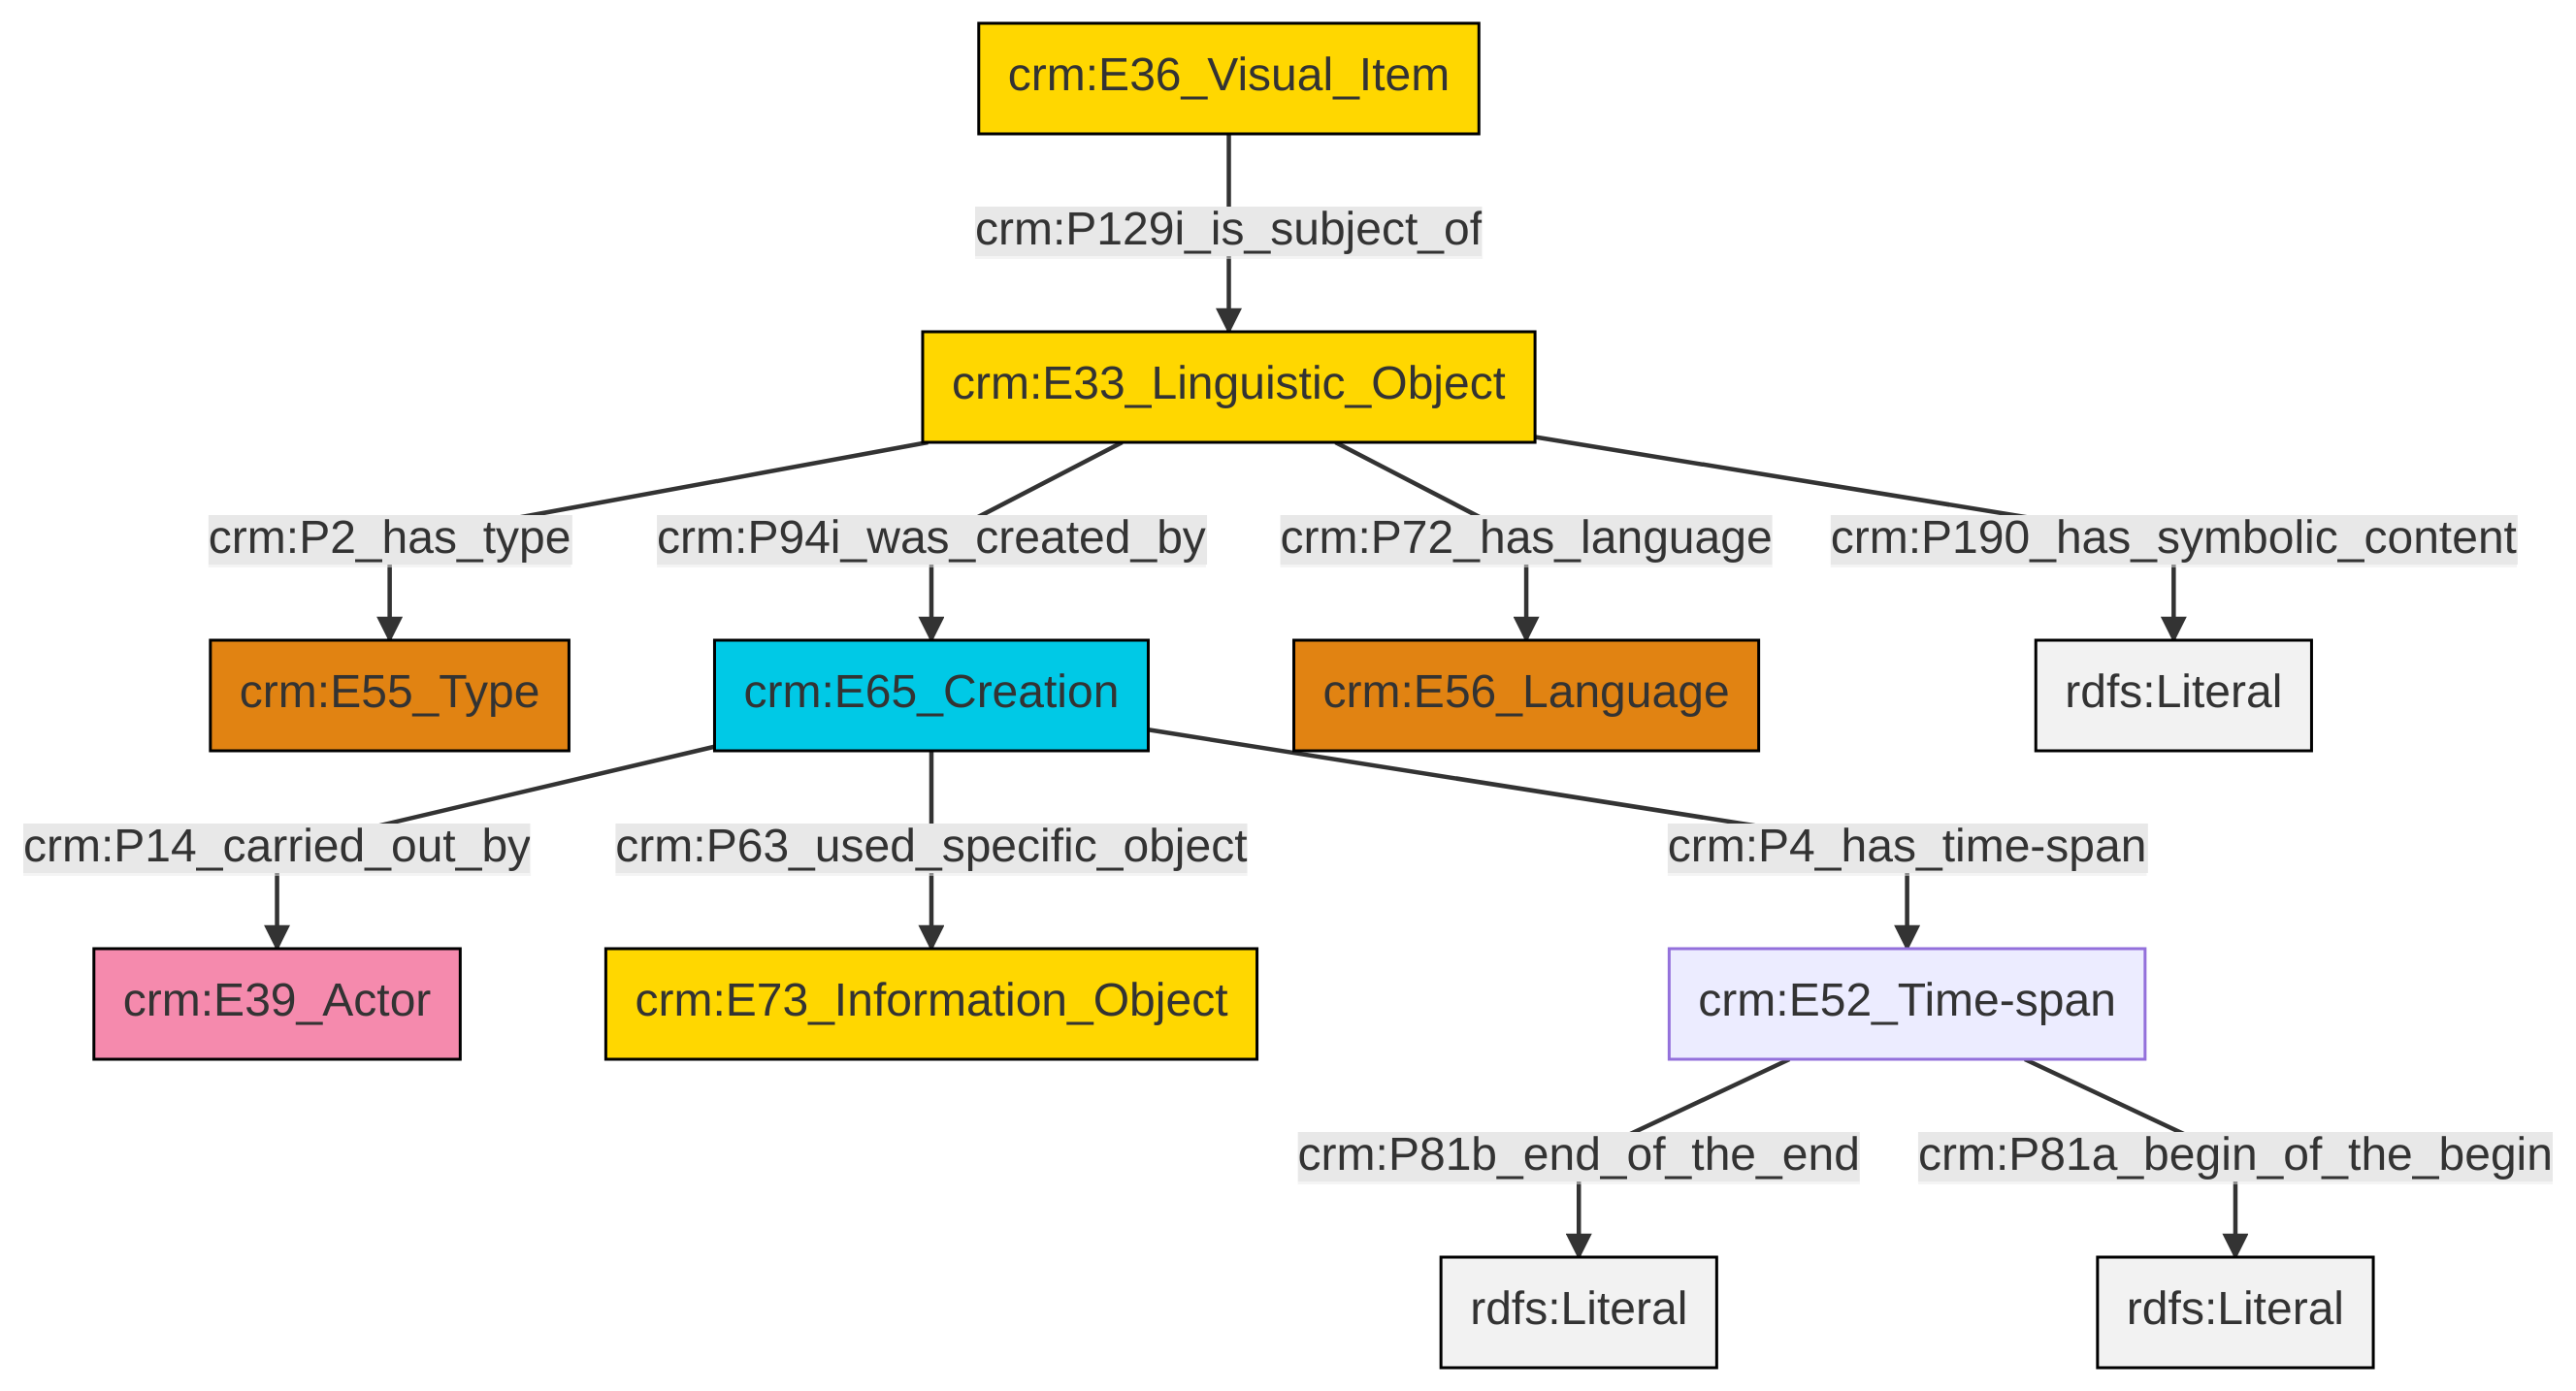 crm:E36_Visual_Item
crm:P129i_is_subject_of
crm:E33_Linguistic_Object
crm:P2_has_type
crm:P94i_was_created_by
crm:P72_has_language
crm:P190_has_symbolic_content
crm:E55_Type
crm:E65_Creation
crm:E56_Language
rdfs:Literal
crm:P14_carried_out_by
crm:P63_used_specific_object
crm:P4_has_time-span
crm:E39_Actor
crm:E73_Information_Object
crm:E52_Time-span
crm:P81b_end_of_the_end
crm:P81a_begin_of_the_begin
rdfs:Literal
rdfs:Literal